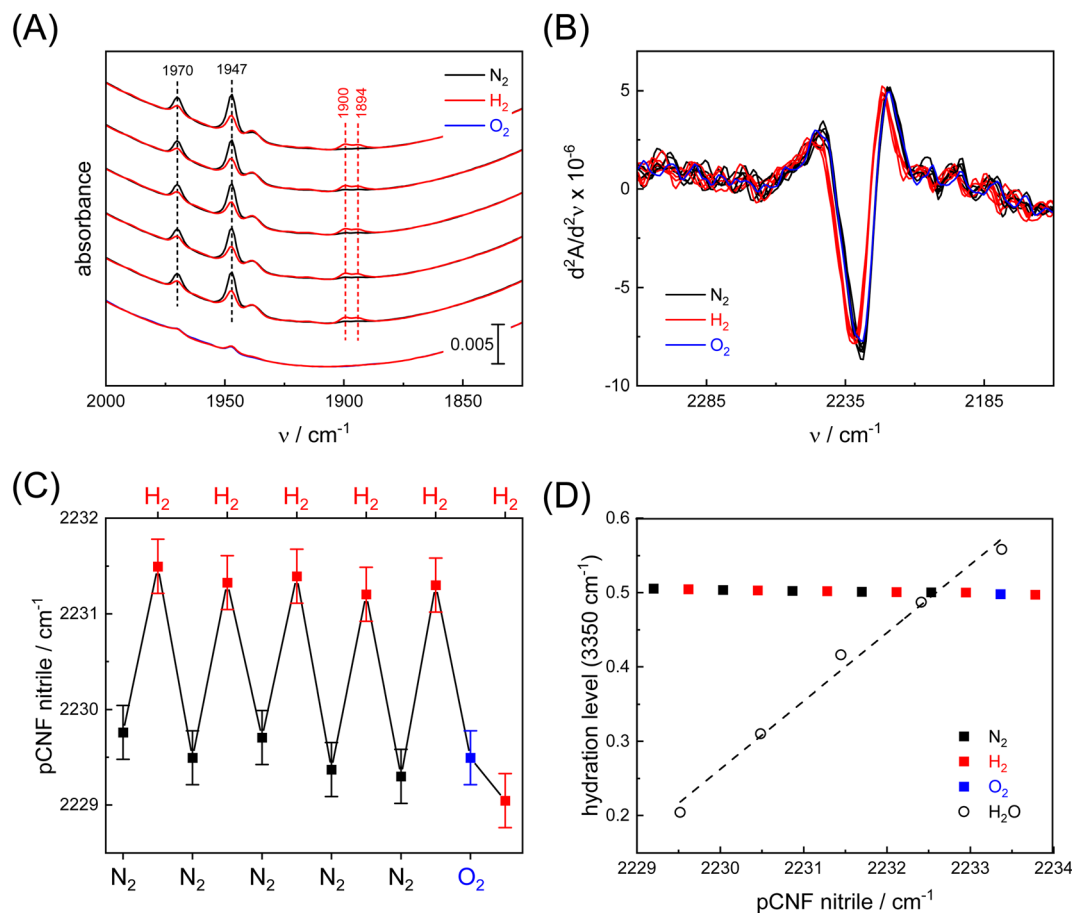 (A)
1970
1947
1900
1894
N₂
H₂
O₂
absorbance
0.005
2000
1950
1900
1850
ν / cm⁻¹
(B)
5
0
-5
-10
d²A/d²ν x 10⁻⁶
N₂
H₂
O₂
2285
2235
2185
ν / cm⁻¹
(C)
H₂ H₂ H₂ H₂ H₂ H₂
2232
2231
2230
2229
pCNF nitrile / cm⁻¹
N₂ N₂ N₂ N₂ N₂ O₂
(D)
0.6
0.5
0.4
0.3
0.2
hydration level (3350 cm⁻¹)
N₂
H₂
O₂
H₂O
2229 2230 2231 2232 2233 2234
pCNF nitrile / cm⁻¹